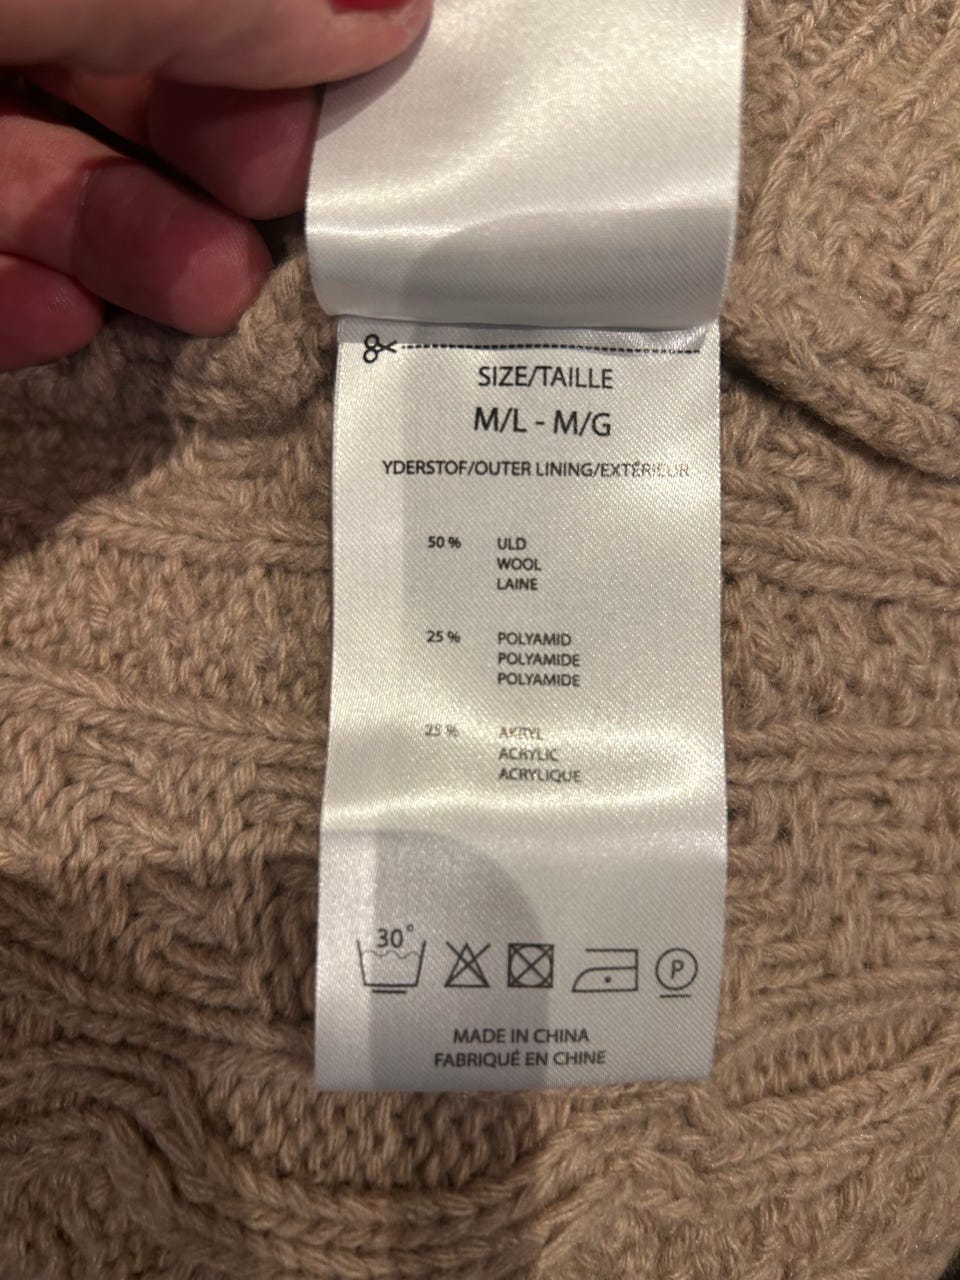 SIZE/TAILLE
M/L - M/G
YDERSTOF/OUTER LINING/EXTÉRIEUR
50 % ULD
WOOL
LAINE
25 % POLYAMID
POLYAMIDE
POLYAMIDE
25 % AKRYL
ACRYLIC
ACRYLIQUE
30°
P
MADE IN CHINA
FABRIQUÉ EN CHINE